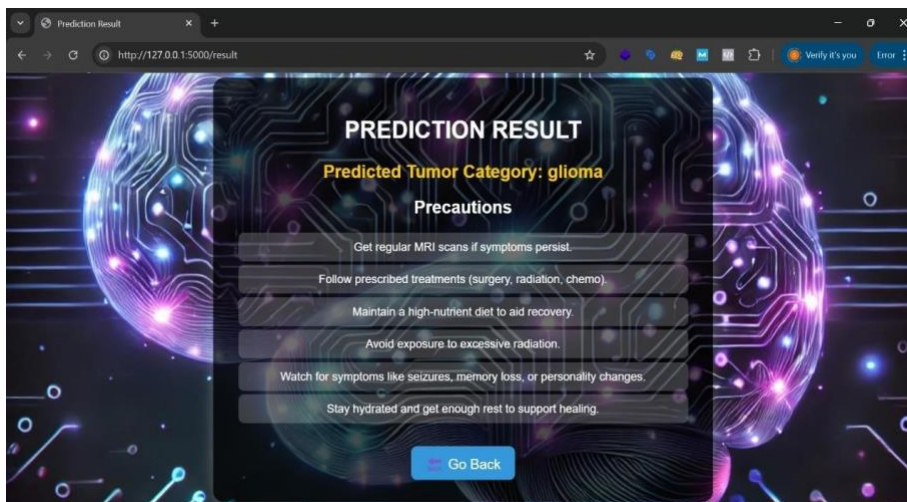 Prediction Result
http://127.0.0.1:5000/result
Verify it's you
Error
PREDICTION RESULT
Predicted Tumor Category: glioma
Precautions
Get regular MRI scans if symptoms persist.
Follow prescribed treatments (surgery, radiation, chemo).
Maintain a high-nutrient diet to aid recovery.
Avoid exposure to excessive radiation.
Watch for symptoms like seizures, memory loss, or personality changes.
Stay hydrated and get enough rest to support healing.
Go Back